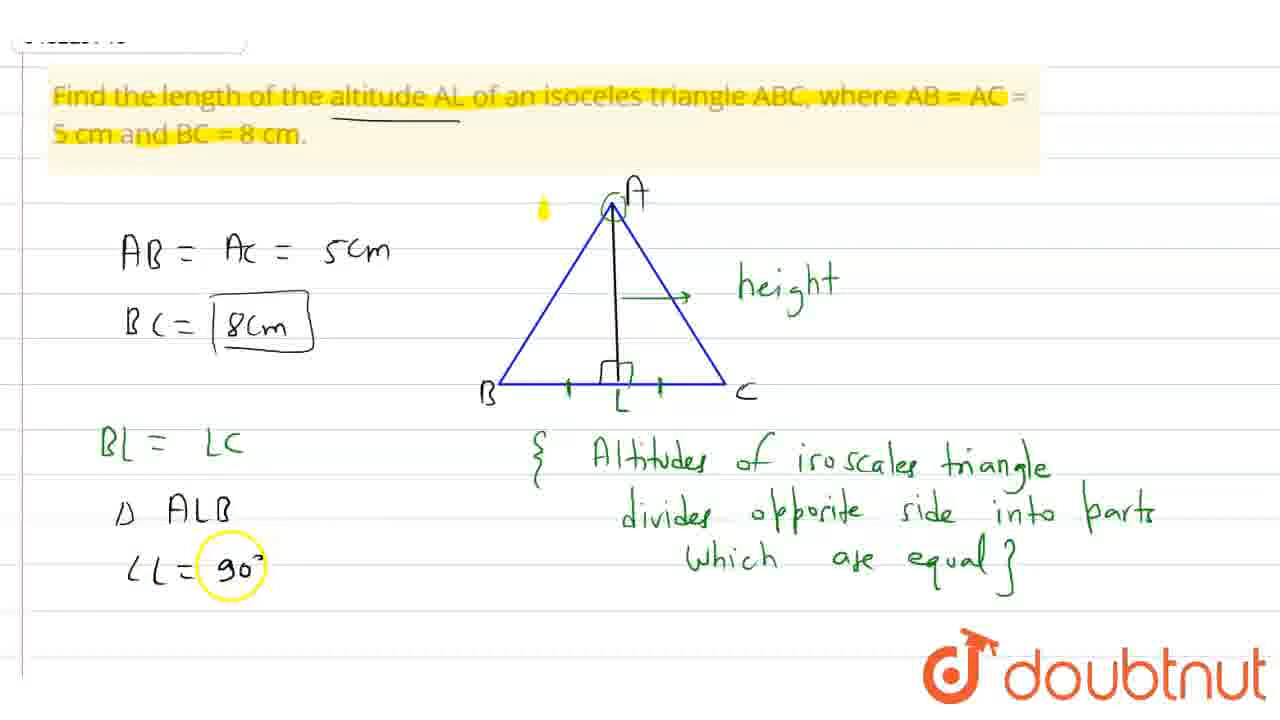 Find the length of the altitude AL of an isoceles triangle ABC, where AB = AC =
5 cm and BC = 8 cm.
A
AB = AC = 5cm
height
BC = 8cm
B
L
C
BL = LC
{ Altitudes of isoscales triangle
Δ ALB
divides opposite side into parts
which are equal}
∠L = 90°
doubtnut